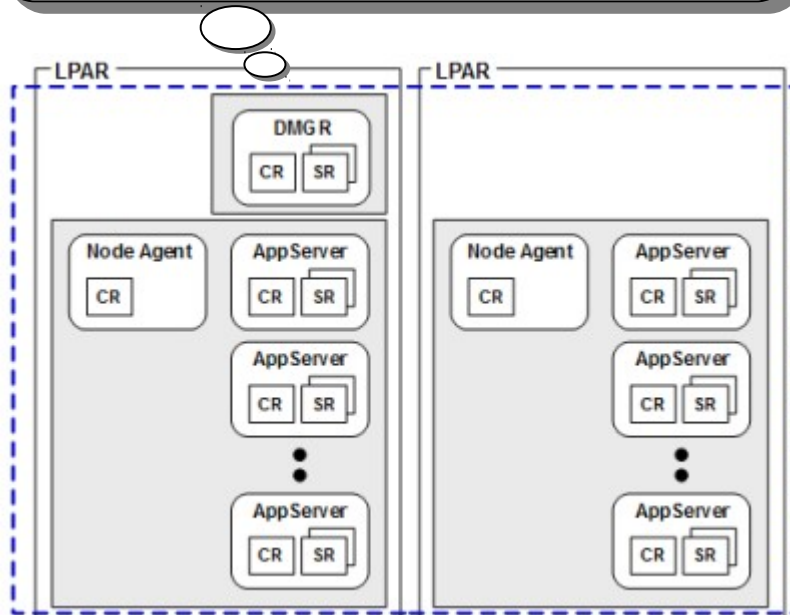 LPAR LPAR
DMGR
CR SR
Node Agent AppServer Node Agent AppServer
CR CR SR CR CR SR
AppServer AppServer
CR SR CR SR
AppServer AppServer
CR SR CR SR